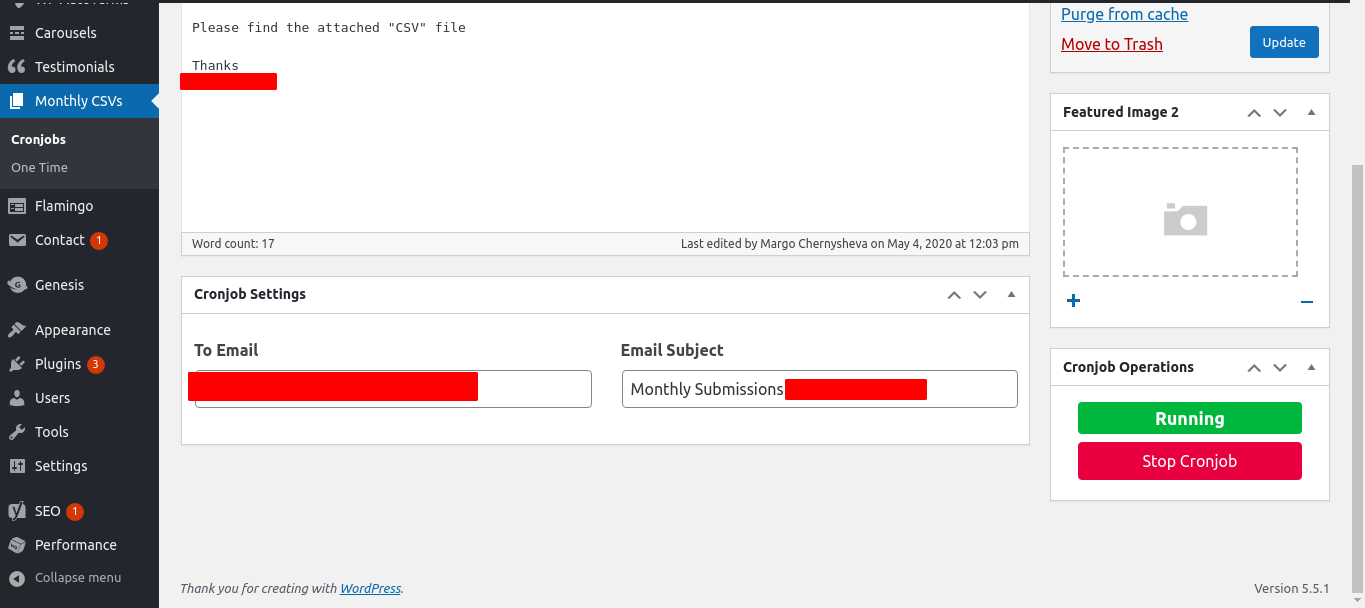 Carousels
Testimonials
Monthly CSVs
Cronjobs
One Time
Flamingo
Contact 1
Genesis
Appearance
Plugins 3
Users
Tools
Settings
SEO 1
Performance
Collapse menu
Please find the attached "CSV" file
Thanks
Word count: 17
Last edited by Margo Chernysheva on May 4, 2020 at 12:03 pm
Cronjob Settings
To Email
Email Subject
Monthly Submissions
Purge from cache
Move to Trash
Update
Featured Image 2
Cronjob Operations
Running
Stop Cronjob
Thank you for creating with WordPress.
Version 5.5.1